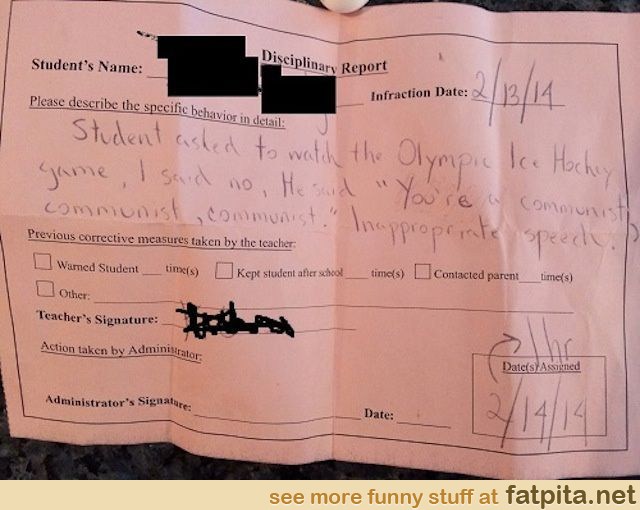 Disciplinary Report
Student's Name:
Infraction Date: 2/13/14
Please describe the specific behavior in detail:
Student asked to watch the Olympic Ice Hockey
game, I said no, He said "You're a communist,
communist, communist." Inappropriate speech.
Previous corrective measures taken by the teacher:
Warned Student ___ time(s) Kept student after school ___ time(s) Contacted parent ___ time(s)
Other:
Teacher's Signature:
Action taken by Administrator:
1hr
Date(s) Assigned
2/14/14
Administrator's Signature: Date:
see more funny stuff at fatpita.net